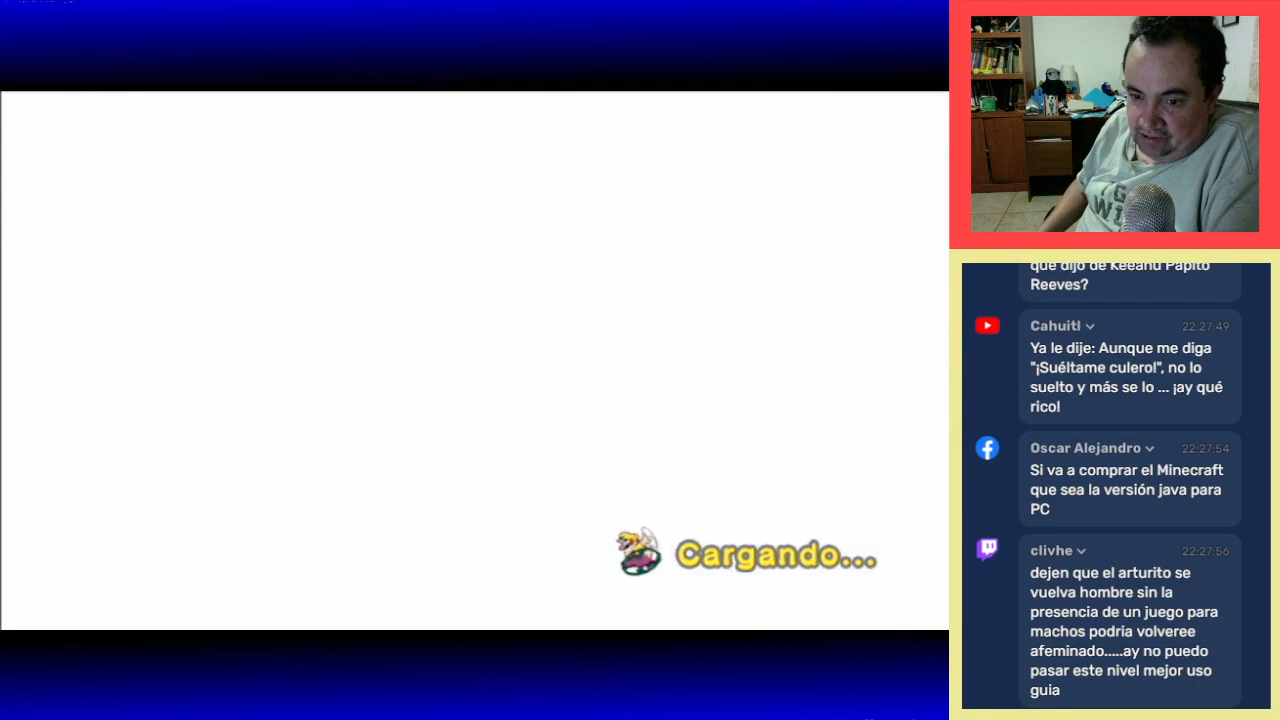 Cargando...
que dijo de Keeanu Papito
Reeves?
Cahuitl 22:27:49
Ya le dije: Aunque me diga
"¡Suéltame culero!", no lo
suelto y más se lo ... ¡ay qué
rico!
Oscar Alejandro 22:27:54
Si va a comprar el Minecraft
que sea la versión java para
PC
clivhe 22:27:56
dejen que el arturito se
vuelva hombre sin la
presencia de un juego para
machos podria volveree
afeminado.....ay no puedo
pasar este nivel mejor uso
guia